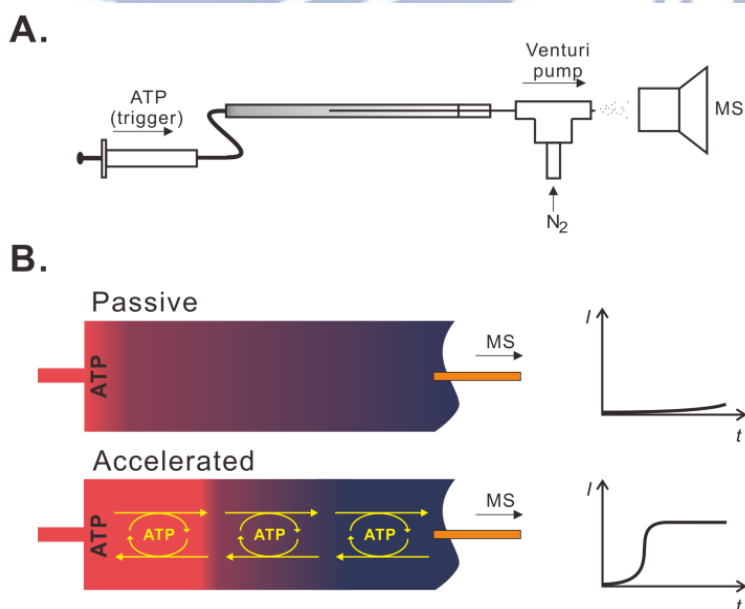 A.
ATP
(trigger)
Venturi
pump
MS
N2
B.
Passive
ATP
MS
I
t
Accelerated
ATP
ATP
ATP
ATP
MS
I
t